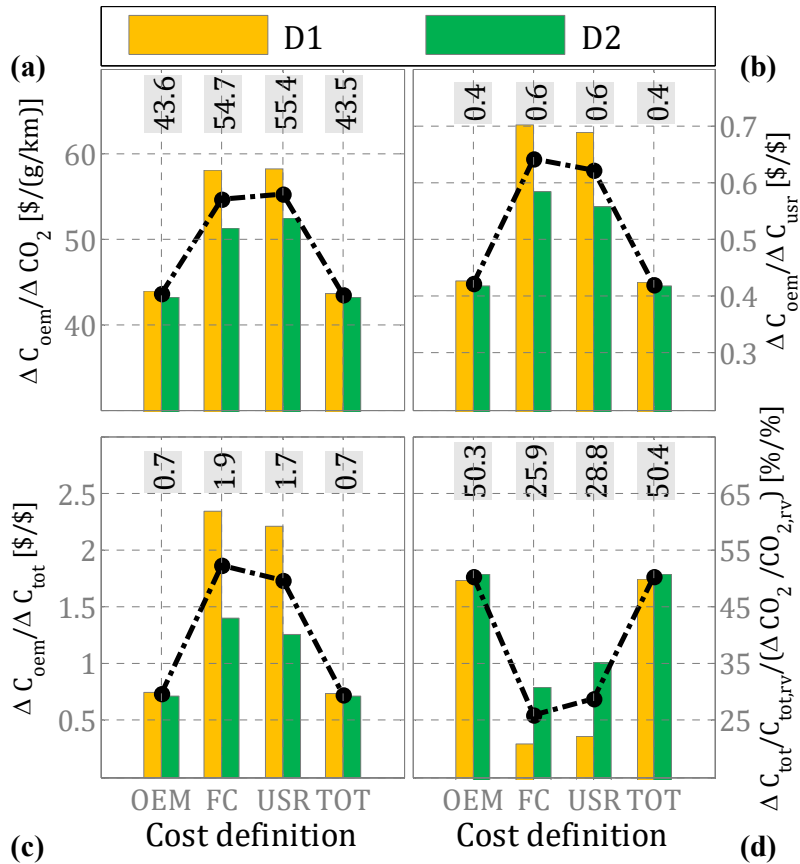 D1 D2
(a) (b)
43.6 54.7 55.4 43.5
0.4 0.6 0.6 0.4
Δ C_oem/Δ CO_2 [$/(g/km)]
60
50
40
0.7
0.6
0.5
0.4
0.3
Δ C_oem/Δ C_usr [$/$]
0.7 1.9 1.7 0.7
50.3 25.9 28.8 50.4
Δ C_oem/Δ C_tot [$/$]
2.5
2
1.5
1
0.5
65
50
35
25
Δ C_tot/C_tot,rv/(Δ CO_2/CO_2,rv) [%/%]
OEM FC USR TOT
OEM FC USR TOT
Cost definition
Cost definition
(c) (d)